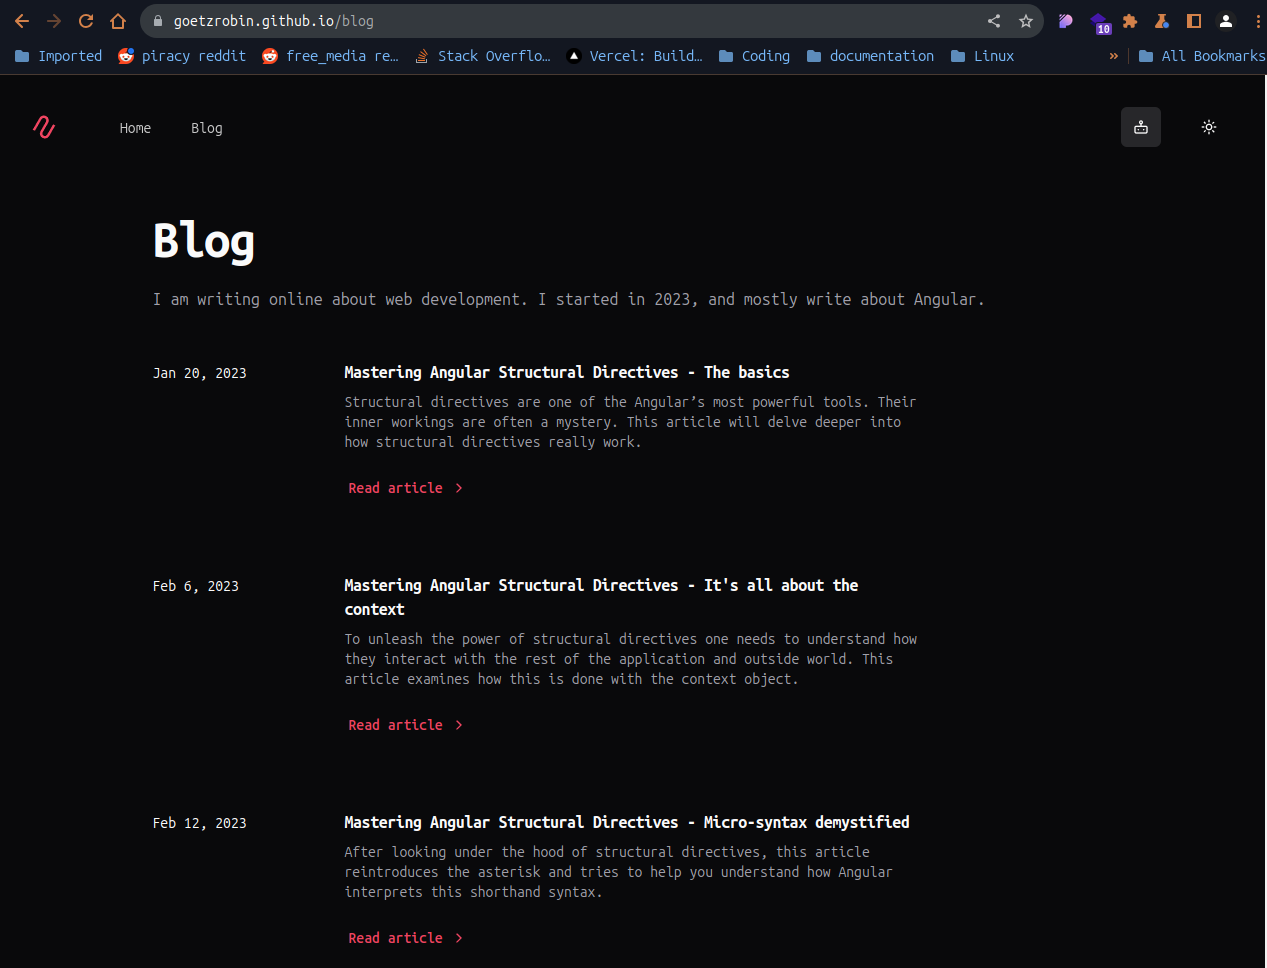 goetzrobin.github.io/blog
10
Imported
piracy reddit
free_media re…
Stack Overflo…
Vercel: Build…
Coding
documentation
Linux
»
All Bookmarks
Home
Blog
Blog
I am writing online about web development. I started in 2023, and mostly write about Angular.
Jan 20, 2023
Mastering Angular Structural Directives - The basics
Structural directives are one of the Angular’s most powerful tools. Their
inner workings are often a mystery. This article will delve deeper into
how structural directives really work.
Read article
Feb 6, 2023
Mastering Angular Structural Directives - It's all about the
context
To unleash the power of structural directives one needs to understand how
they interact with the rest of the application and outside world. This
article examines how this is done with the context object.
Read article
Feb 12, 2023
Mastering Angular Structural Directives - Micro-syntax demystified
After looking under the hood of structural directives, this article
reintroduces the asterisk and tries to help you understand how Angular
interprets this shorthand syntax.
Read article